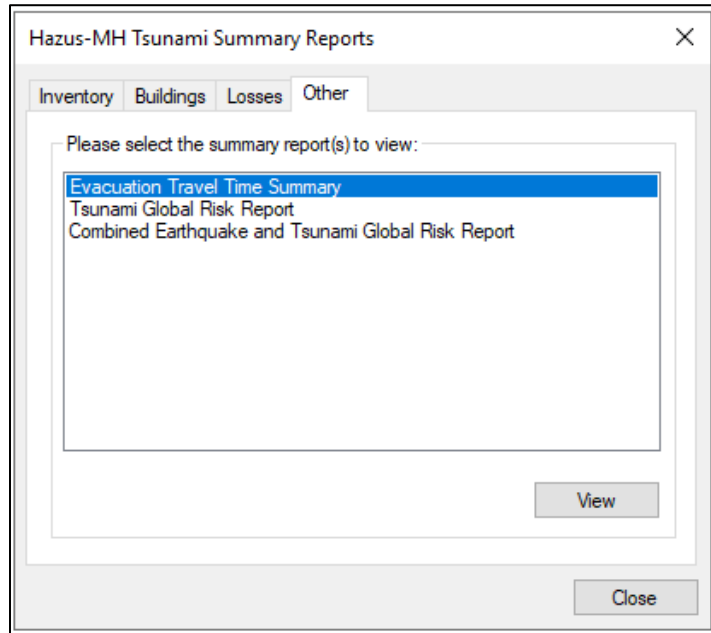 Hazus-MH Tsunami Summary Reports
Inventory Buildings Losses Other
Please select the summary report(s) to view:
Evacuation Travel Time Summary
Tsunami Global Risk Report
Combined Earthquake and Tsunami Global Risk Report
View
Close